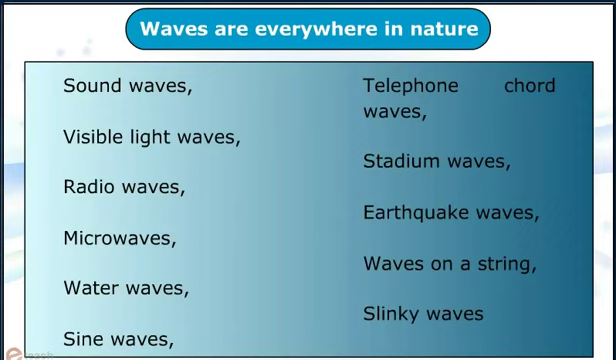 Waves are everywhere in nature
Sound waves,
Visible light waves,
Radio waves,
Microwaves,
Water waves,
Sine waves,
Telephone chord
waves,
Stadium waves,
Earthquake waves,
Waves on a string,
Slinky waves